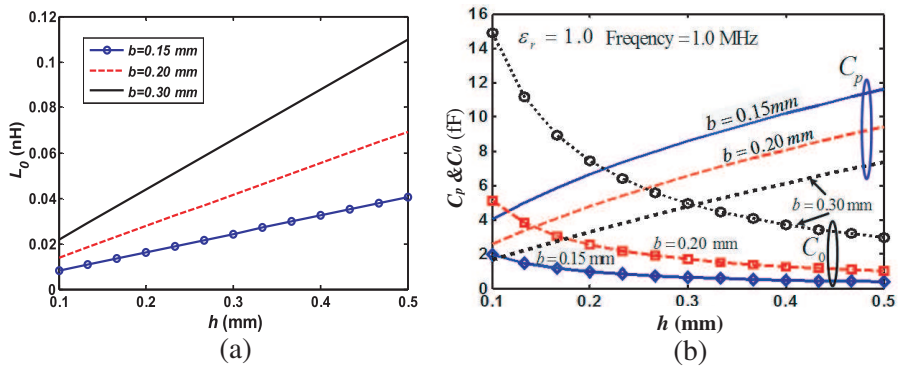 0.12
0.1
0.08
0.06
0.04
0.02
0
L0 (nH)
b=0.15 mm
b=0.20 mm
b=0.30 mm
0.1 0.2 0.3 0.4 0.5
h (mm)
(a)
16
14
12
10
8
6
4
2
0
Cp & C0 (fF)
εr = 1.0 Freqency = 1.0 MHz
Cp
b = 0.15mm
b = 0.20 mm
b = 0.30 mm
b = 0.20 mm
b = 0.15 mm
C0
0.1 0.2 0.3 0.4 0.5
h (mm)
(b)